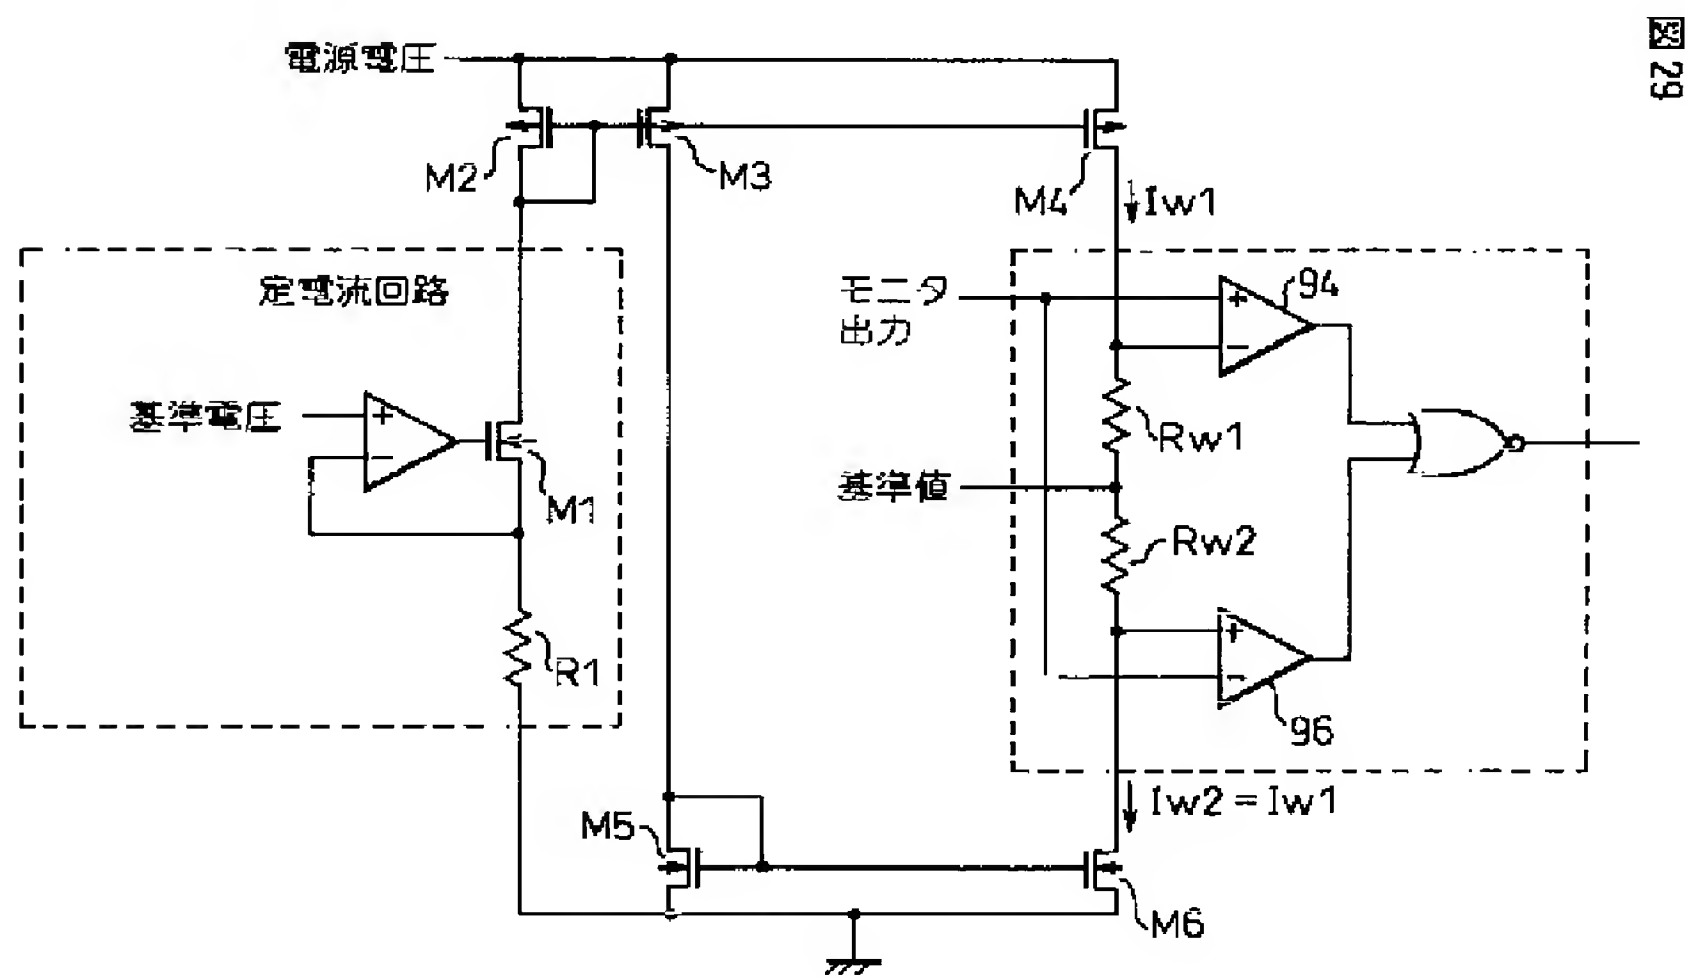 図29
電源電圧
M2
M3
M4
Iw1
定電流回路
モニタ
出力
+
−
94
基準電圧
+
−
M1
Rw1
基準値
Rw2
R1
+
−
96
Iw2 = Iw1
M5
M6